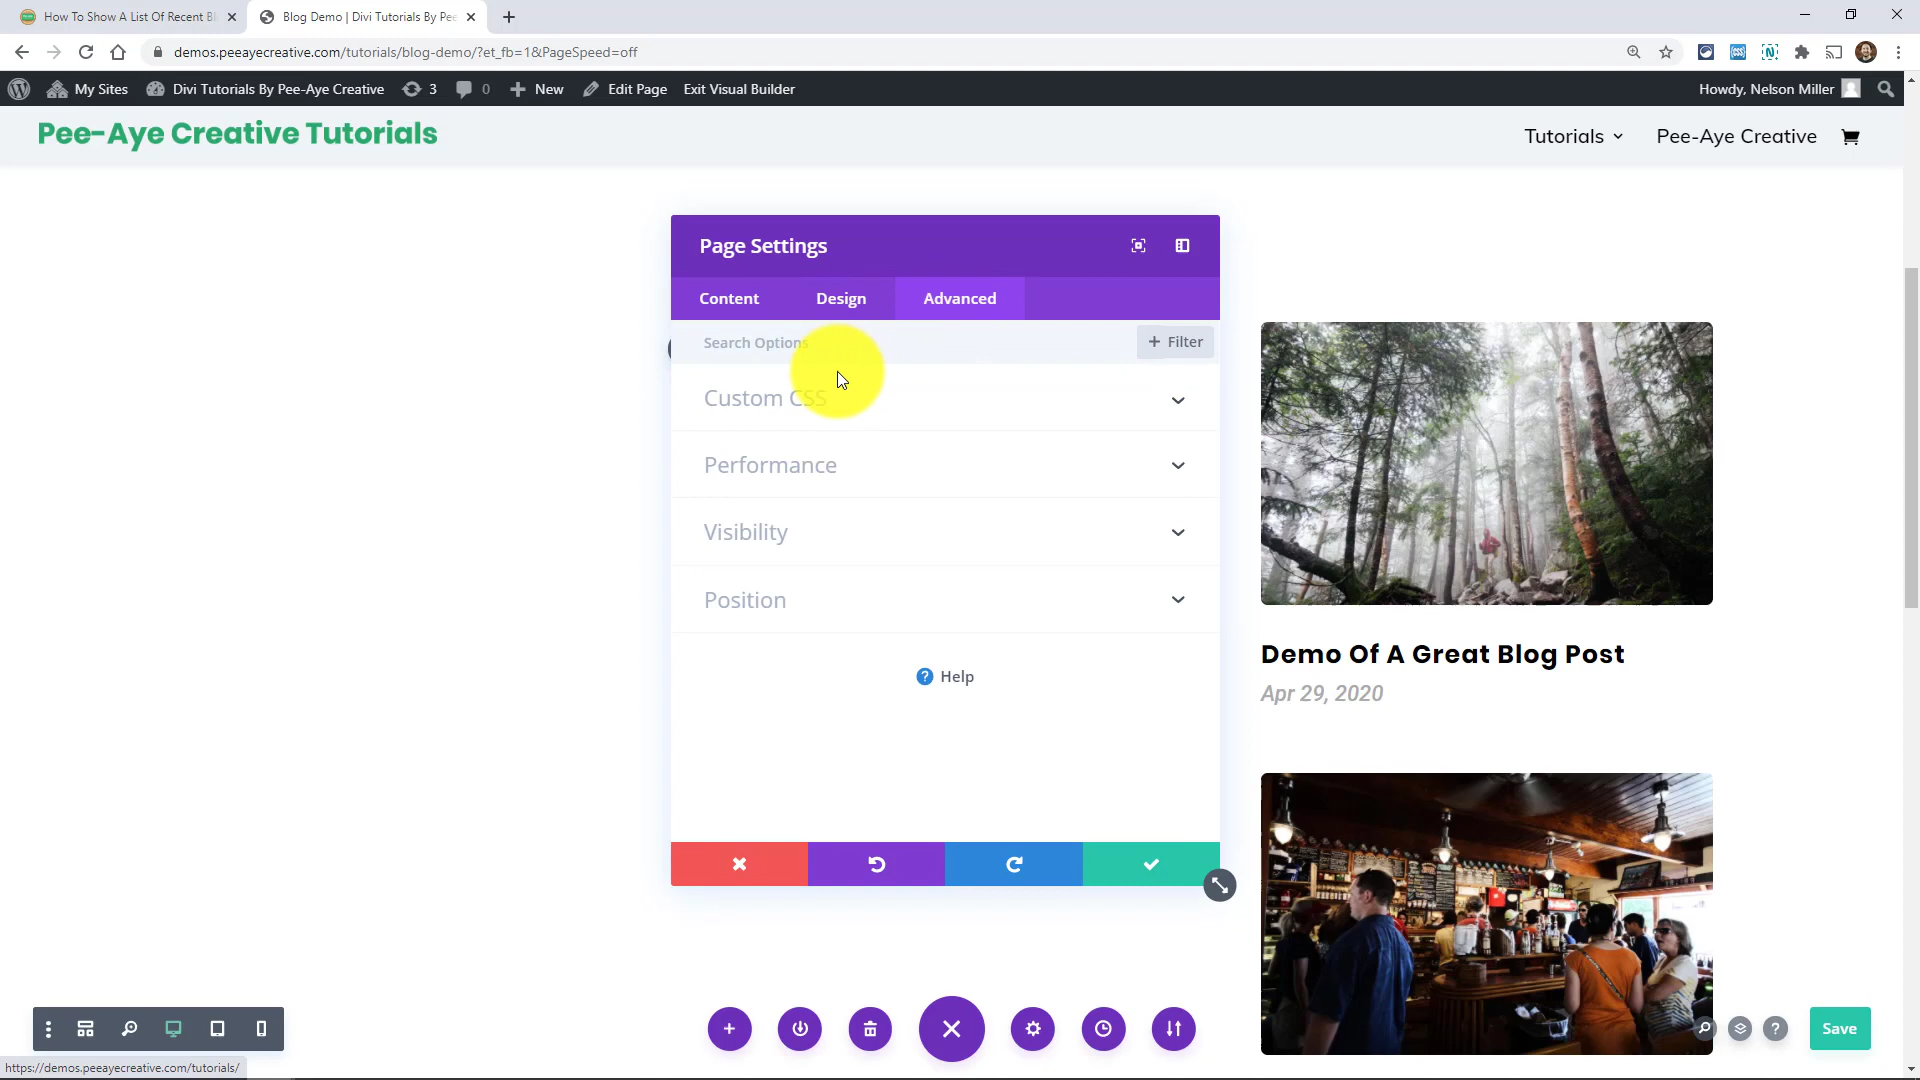 How To Show A List Of Recent Bl
Blog Demo | Divi Tutorials By Pee
demos.peeayecreative.com/tutorials/blog-demo/?et_fb=1&PageSpeed=off
My Sites
Divi Tutorials By Pee-Aye Creative
3
0
New
Edit Page
Exit Visual Builder
Howdy, Nelson Miller
Pee-Aye Creative Tutorials
Tutorials
Pee-Aye Creative
Page Settings
Content
Design
Advanced
Search Options
+ Filter
Custom CSS
Performance
Visibility
Position
? Help
Demo Of A Great Blog Post
Apr 29, 2020
Save
https://demos.peeayecreative.com/tutorials/